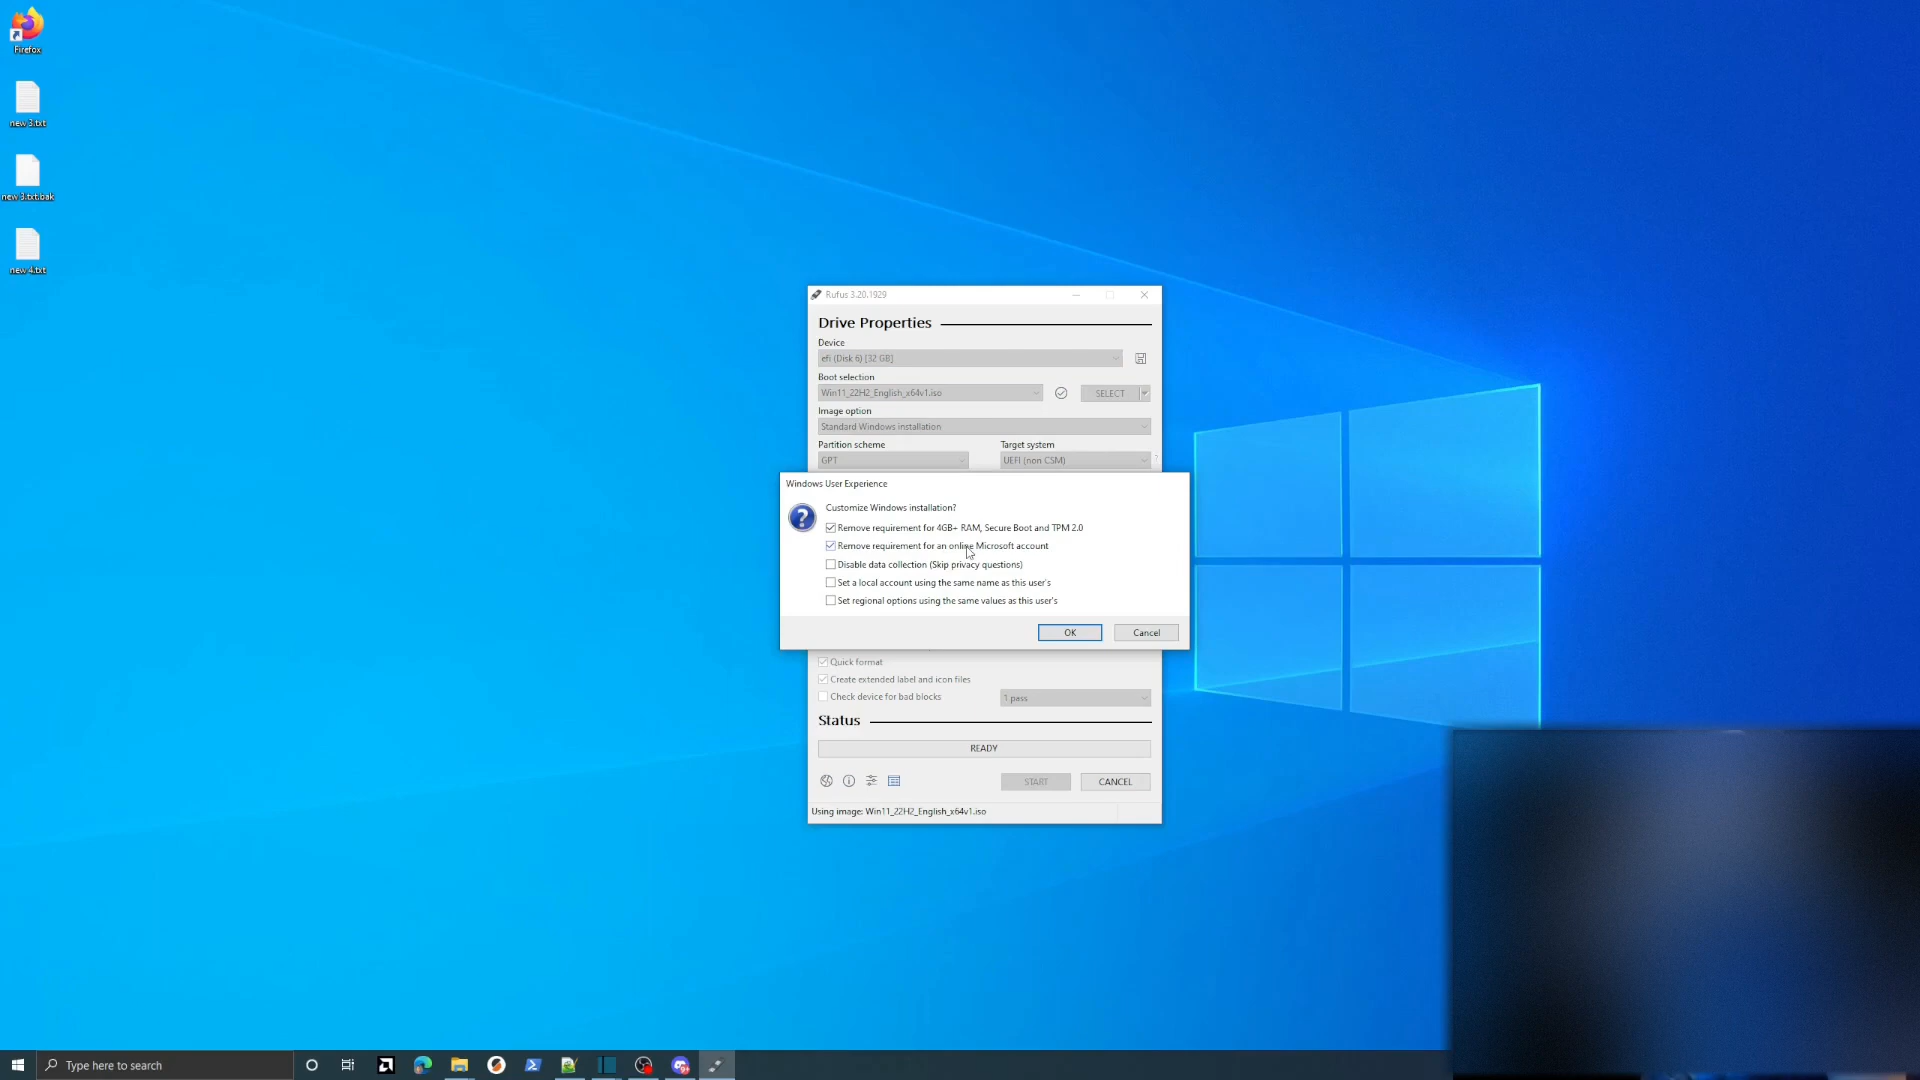 Firefox
new 3.txt
new 3.txt.bak
new 4.txt
Rufus 3.20.1929
Drive Properties
Device
efi (Disk 6) [32 GB]
Boot selection
Win11_22H2_English_x64v1.iso
SELECT
Image option
Standard Windows installation
Partition scheme
Target system
GPT
UEFI (non CSM)
?
Windows User Experience
Customize Windows installation?
Remove requirement for 4GB+ RAM, Secure Boot and TPM 2.0
Remove requirement for an online Microsoft account
Disable data collection (Skip privacy questions)
Set a local account using the same name as this user's
Set regional options using the same values as this user's
OK
Cancel
Quick format
Create extended label and icon files
Check device for bad blocks
1 pass
Status
READY
START
CANCEL
Using image: Win11_22H2_English_x64v1.iso
Type here to search